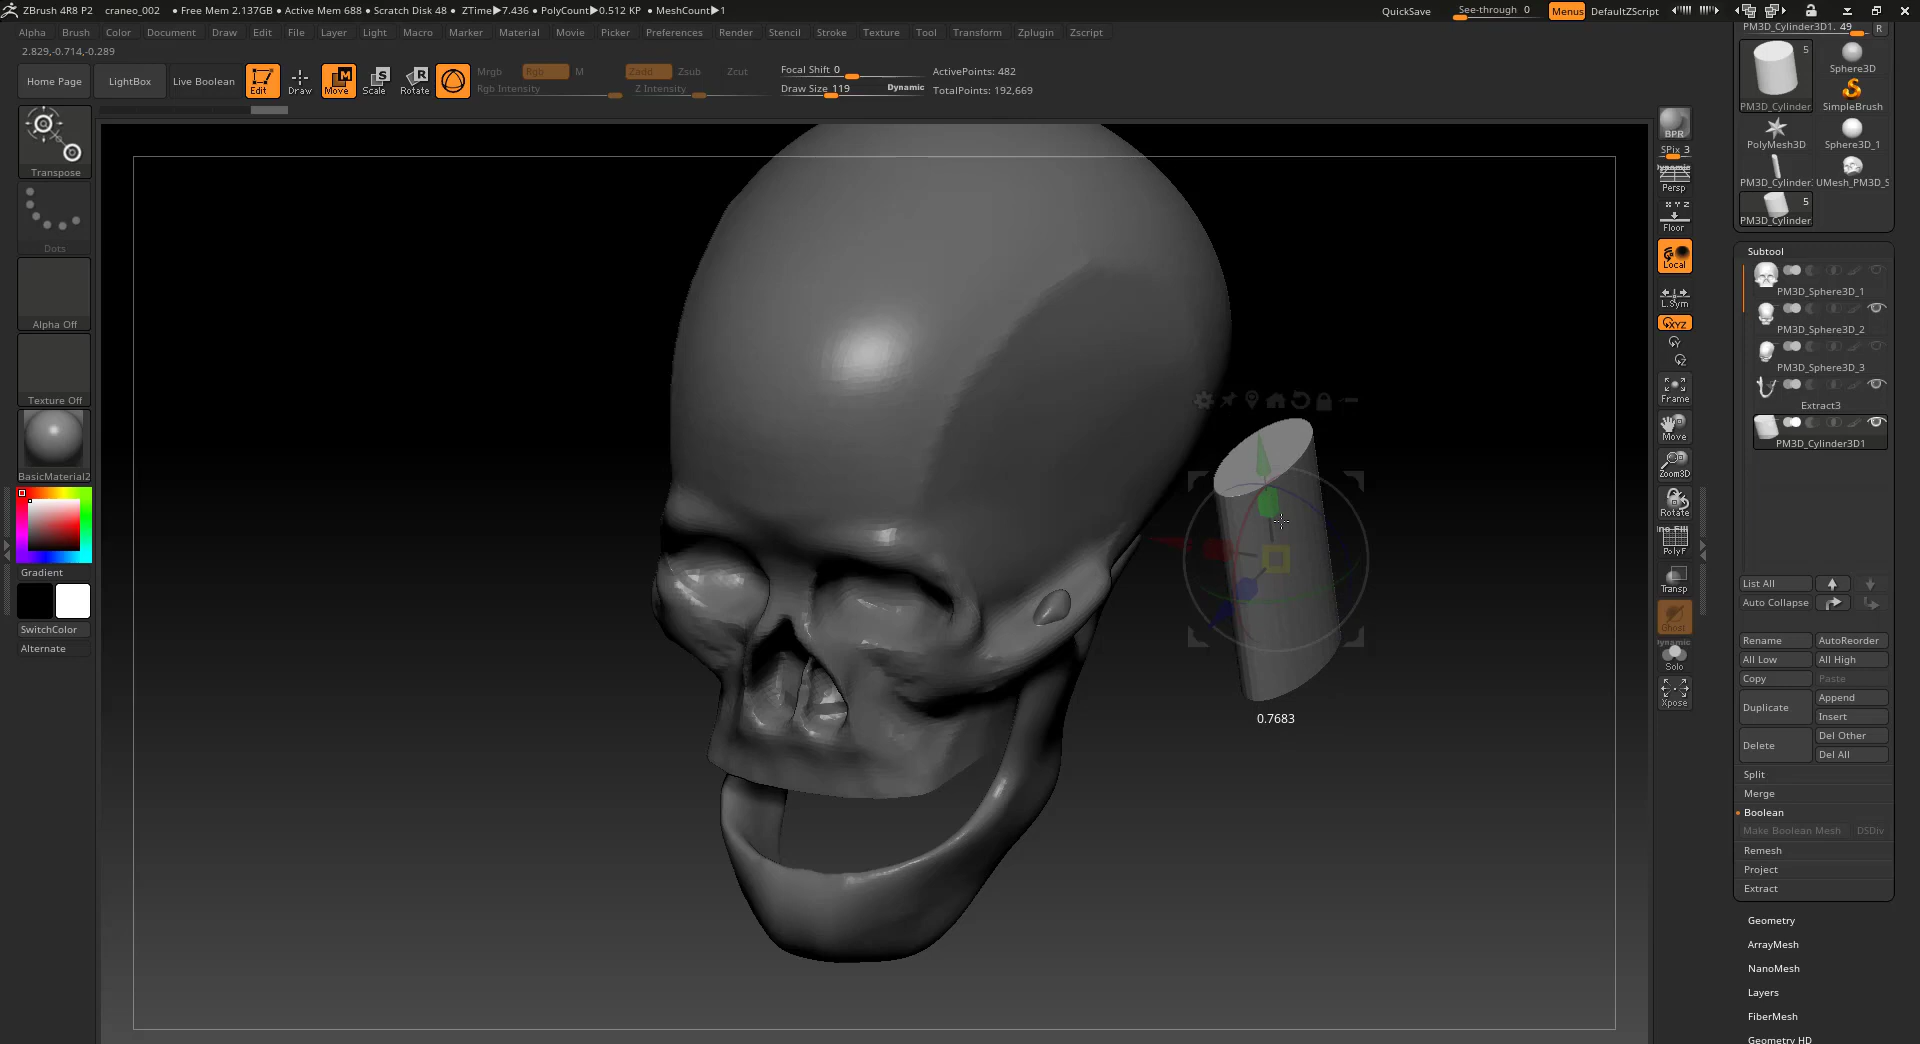 ZBrush 4R8 P2 craneo_002 • Free Mem 2.137GB • Active Mem 688 • Scratch Disk 48 • ZTime▶7.436 • PolyCount▶0.512 KP • MeshCount▶1 QuickSave See-through 0 Menus DefaultZScript
Alpha Brush Color Document Draw Edit File Layer Light Macro Marker Material Movie Picker Preferences Render Stencil Stroke Texture Tool Transform Zplugin Zscript
2.829,-0.714,-0.289
Home Page LightBox Live Boolean Edit Draw Move Scale Rotate
Mrgb Rgb M Zadd Zsub Zcut
Rgb Intensity Z Intensity
Focal Shift 0
Draw Size 119 Dynamic
ActivePoints: 482
TotalPoints: 192,669
Transpose
Dots
Alpha Off
Texture Off
BasicMaterial2
Gradient
SwitchColor
Alternate
0.7683
BPR
SPix 3
Dynamic
Persp
X Y Z
Floor
Local
L.Sym
XYZ
Y
Z
Frame
Move
Zoom3D
Rotate
PolyF
Transp
Ghost
Dynamic
Solo
Xpose
PM3D_Cylinder3D1. 49 R
5
PM3D_Cylinder
Sphere3D
SimpleBrush
PolyMesh3D
Sphere3D_1
PM3D_Cylinder
UMesh_PM3D_S
5
PM3D_Cylinder
Subtool
PM3D_Sphere3D_1
PM3D_Sphere3D_2
PM3D_Sphere3D_3
Extract3
PM3D_Cylinder3D1
List All
Auto Collapse
Rename AutoReorder
All Low All High
Copy Paste
Duplicate Append
Insert
Delete Del Other
Del All
Split
Merge
Boolean
Make Boolean Mesh DSDiv
Remesh
Project
Extract
Geometry
ArrayMesh
NanoMesh
Layers
FiberMesh
Geometry HD